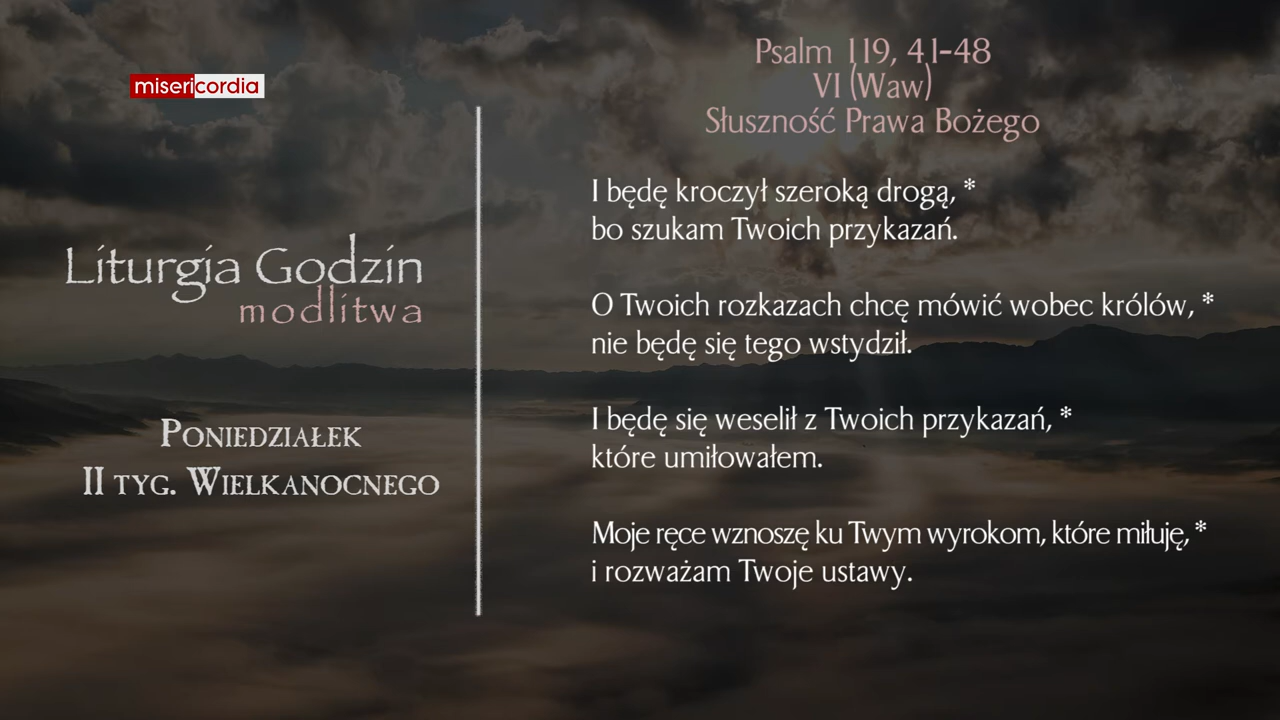 misericordia
Liturgia Godzin
modlitwa
Poniedziałek
II tyg. Wielkanocnego
Psalm 119, 41-48
VI (Waw)
Słuszność Prawa Bożego
I będę kroczył szeroką drogą, *
bo szukam Twoich przykazań.
O Twoich rozkazach chcę mówić wobec królów, *
nie będę się tego wstydził.
I będę się weselił z Twoich przykazań, *
które umiłowałem.
Moje ręce wznoszę ku Twym wyrokom, które miłuję, *
i rozważam Twoje ustawy.